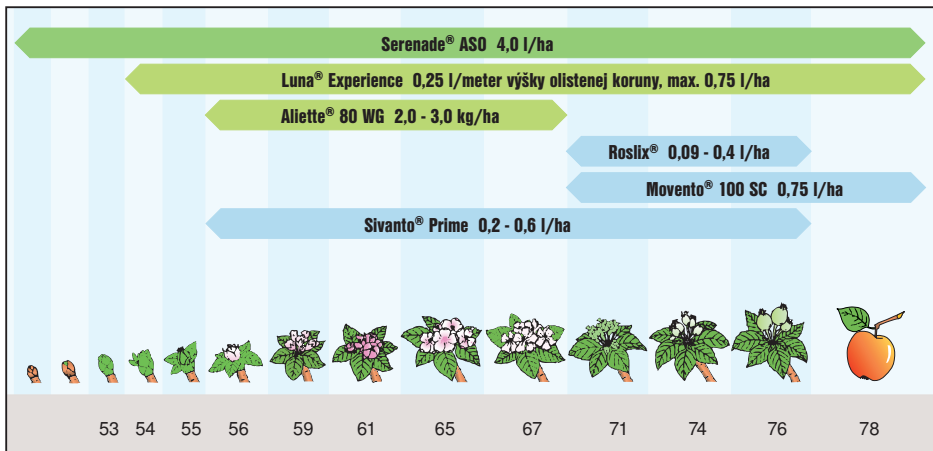 Serenade® ASO 4,0 l/ha
Luna® Experience 0,25 l/meter výšky olistenej koruny, max. 0,75 l/ha
Aliette® 80 WG 2,0 - 3,0 kg/ha
Roslix® 0,09 - 0,4 l/ha
Movento® 100 SC 0,75 l/ha
Sivanto® Prime 0,2 - 0,6 l/ha
53 54 55 56 59 61 65 67 71 74 76 78